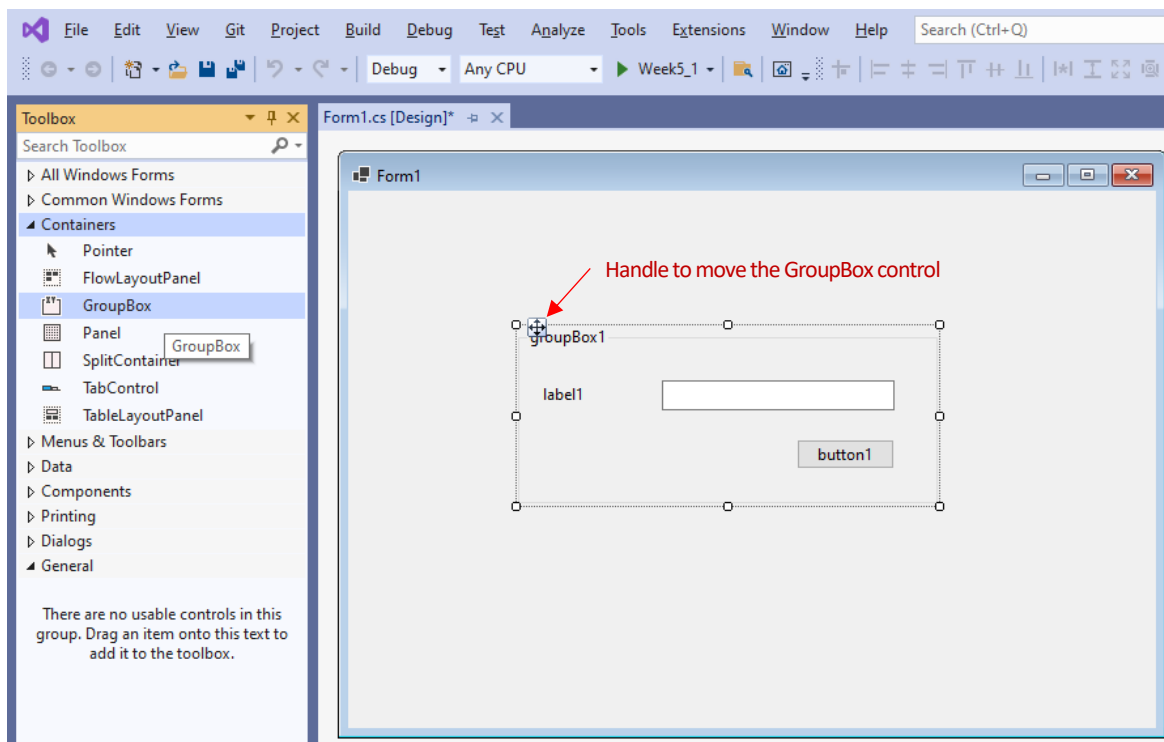 File Edit View Git Project Build Debug Test Analyze Tools Extensions Window Help Search (Ctrl+Q)
Debug Any CPU Week5_1
Toolbox
Form1.cs [Design]*
Search Toolbox
All Windows Forms
Common Windows Forms
Containers
Pointer
FlowLayoutPanel
GroupBox
Panel
GroupBox
SplitContainer
TabControl
TableLayoutPanel
Menus & Toolbars
Data
Components
Printing
Dialogs
General
There are no usable controls in this
group. Drag an item onto this text to
add it to the toolbox.
Form1
Handle to move the GroupBox control
groupBox1
label1
button1